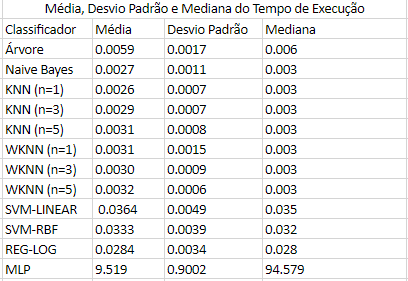 Média, Desvio Padrão e Mediana do Tempo de Execução
Classificador Média Desvio Padrão Mediana
Árvore 0.0059 0.0017 0.006
Naive Bayes 0.0027 0.0011 0.003
KNN (n=1) 0.0026 0.0007 0.003
KNN (n=3) 0.0029 0.0007 0.003
KNN (n=5) 0.0031 0.0008 0.003
WKNN (n=1) 0.0031 0.0015 0.003
WKNN (n=3) 0.0030 0.0009 0.003
WKNN (n=5) 0.0032 0.0006 0.003
SVM-LINEAR 0.0364 0.0049 0.035
SVM-RBF 0.0333 0.0039 0.032
REG-LOG 0.0284 0.0034 0.028
MLP 9.519 0.9002 94.579